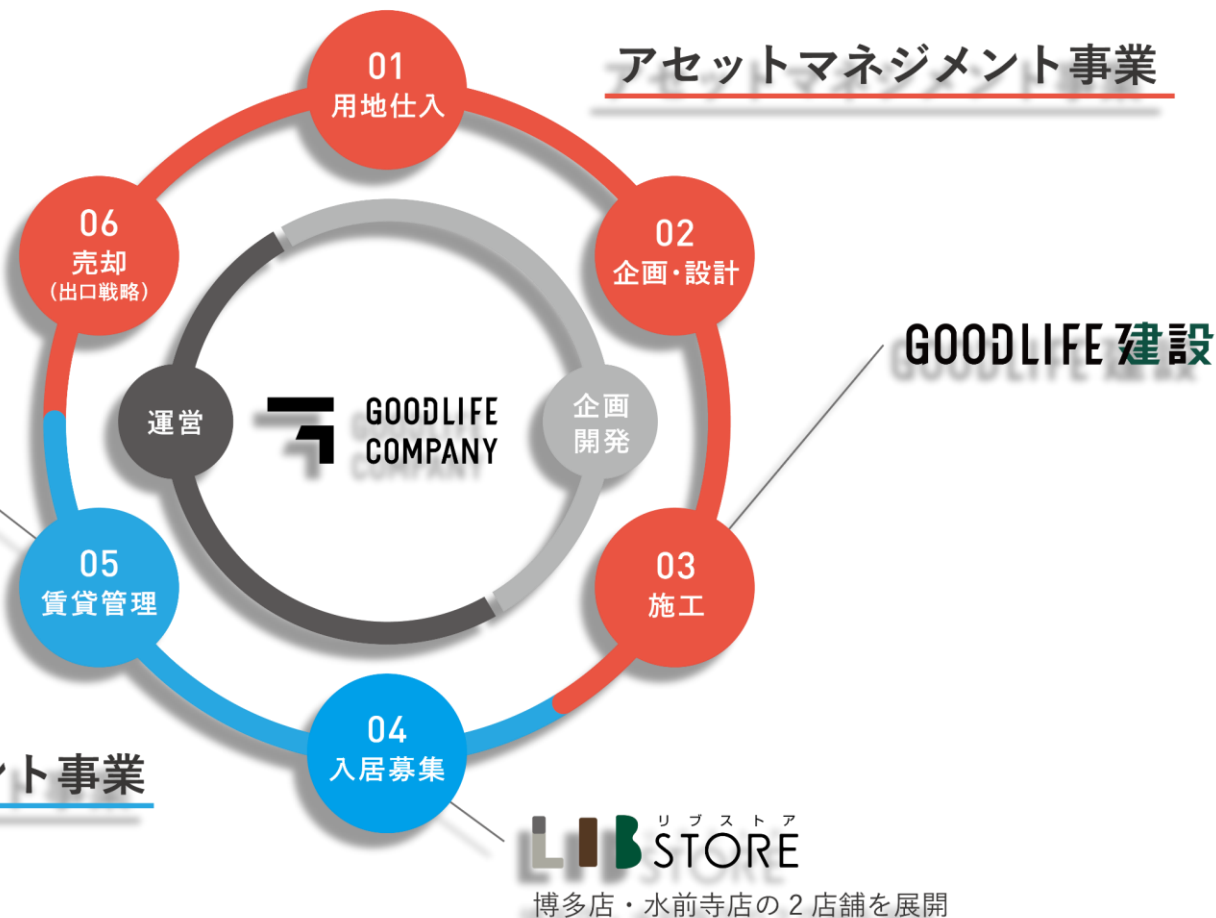 アセットマネジメント事業
01
用地仕入
02
企画・設計
GOODLIFE 建設
03
施工
04
入居募集
LIB STORE
リブストア
博多店・水前寺店の2店舗を展開
05
賃貸管理
ント事業
06
売却
(出口戦略)
運営
GOODLIFE
COMPANY
企画
開発